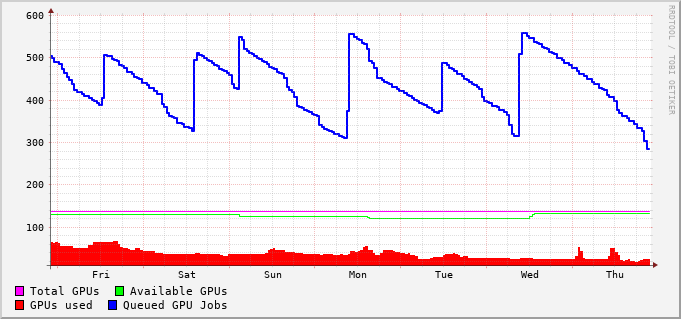 600
500
400
300
200
100
Fri Sat Sun Mon Tue Wed Thu
Total GPUs Available GPUs
GPUs used Queued GPU Jobs
RRDTOOL / TOBI OETIKER